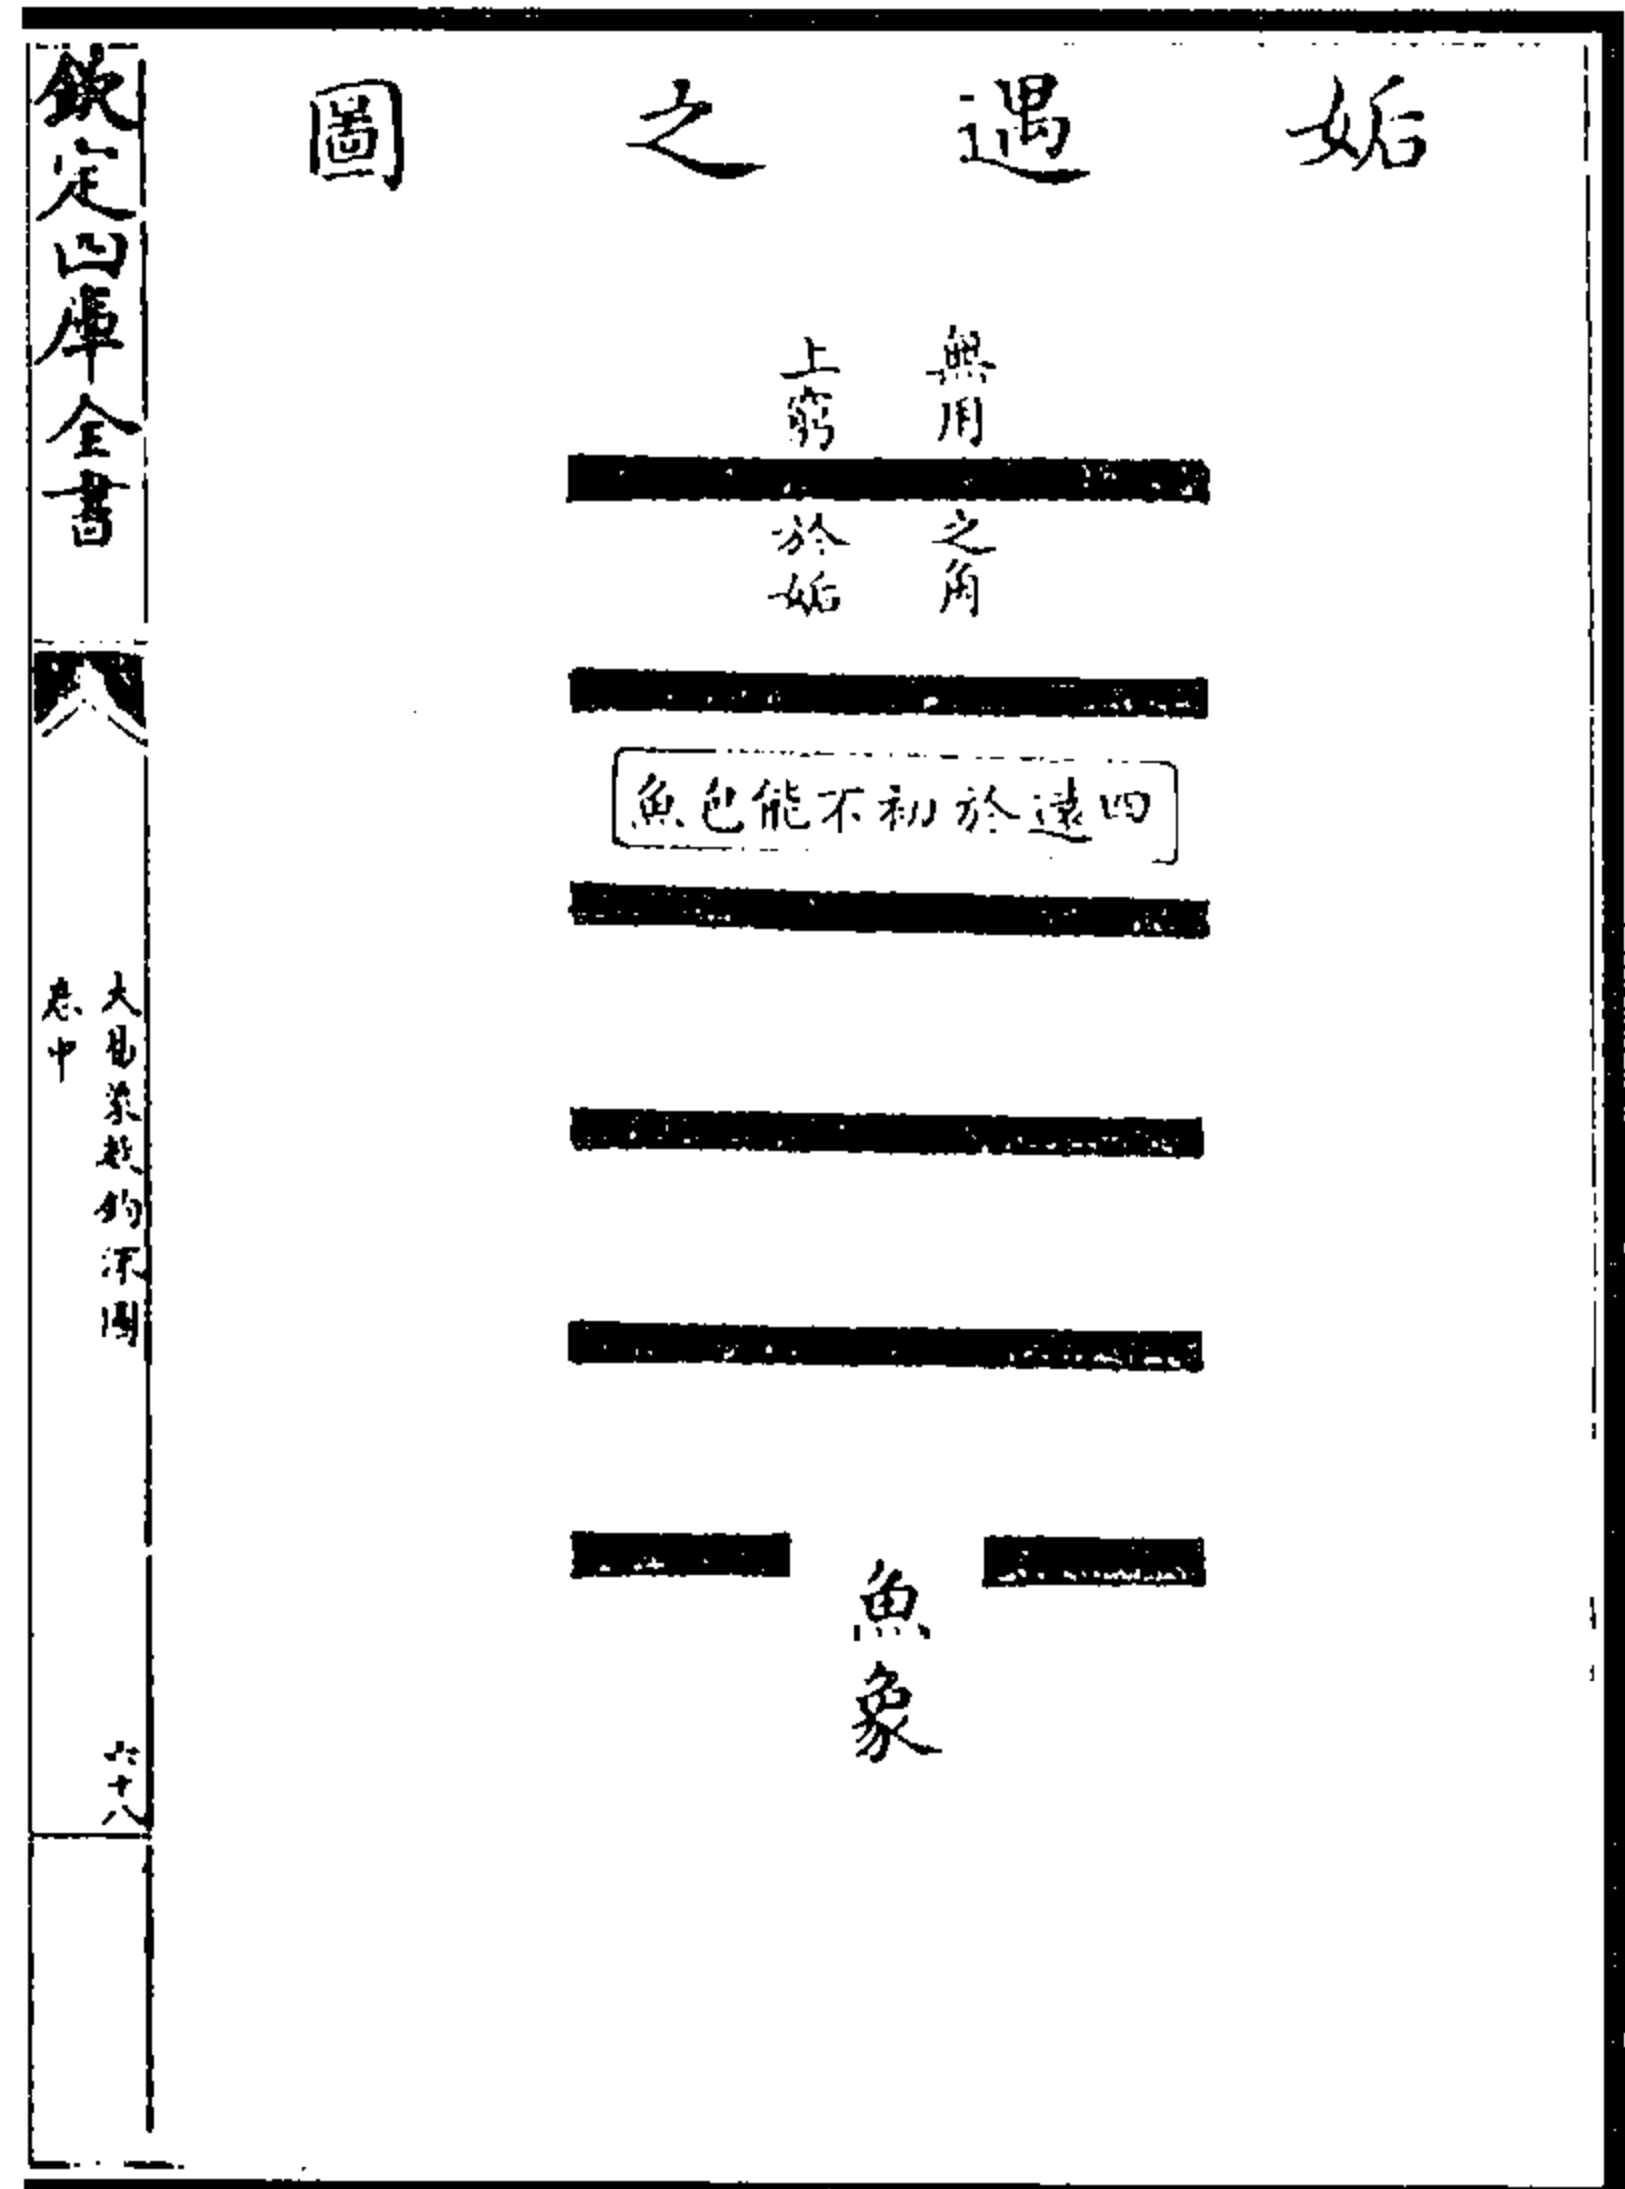 姤遇之圖
無用之角
上窮於姤
四遠於初不能包魚
魚象
欽定四庫全書
大易象數鈎深圖
卷中
六十八